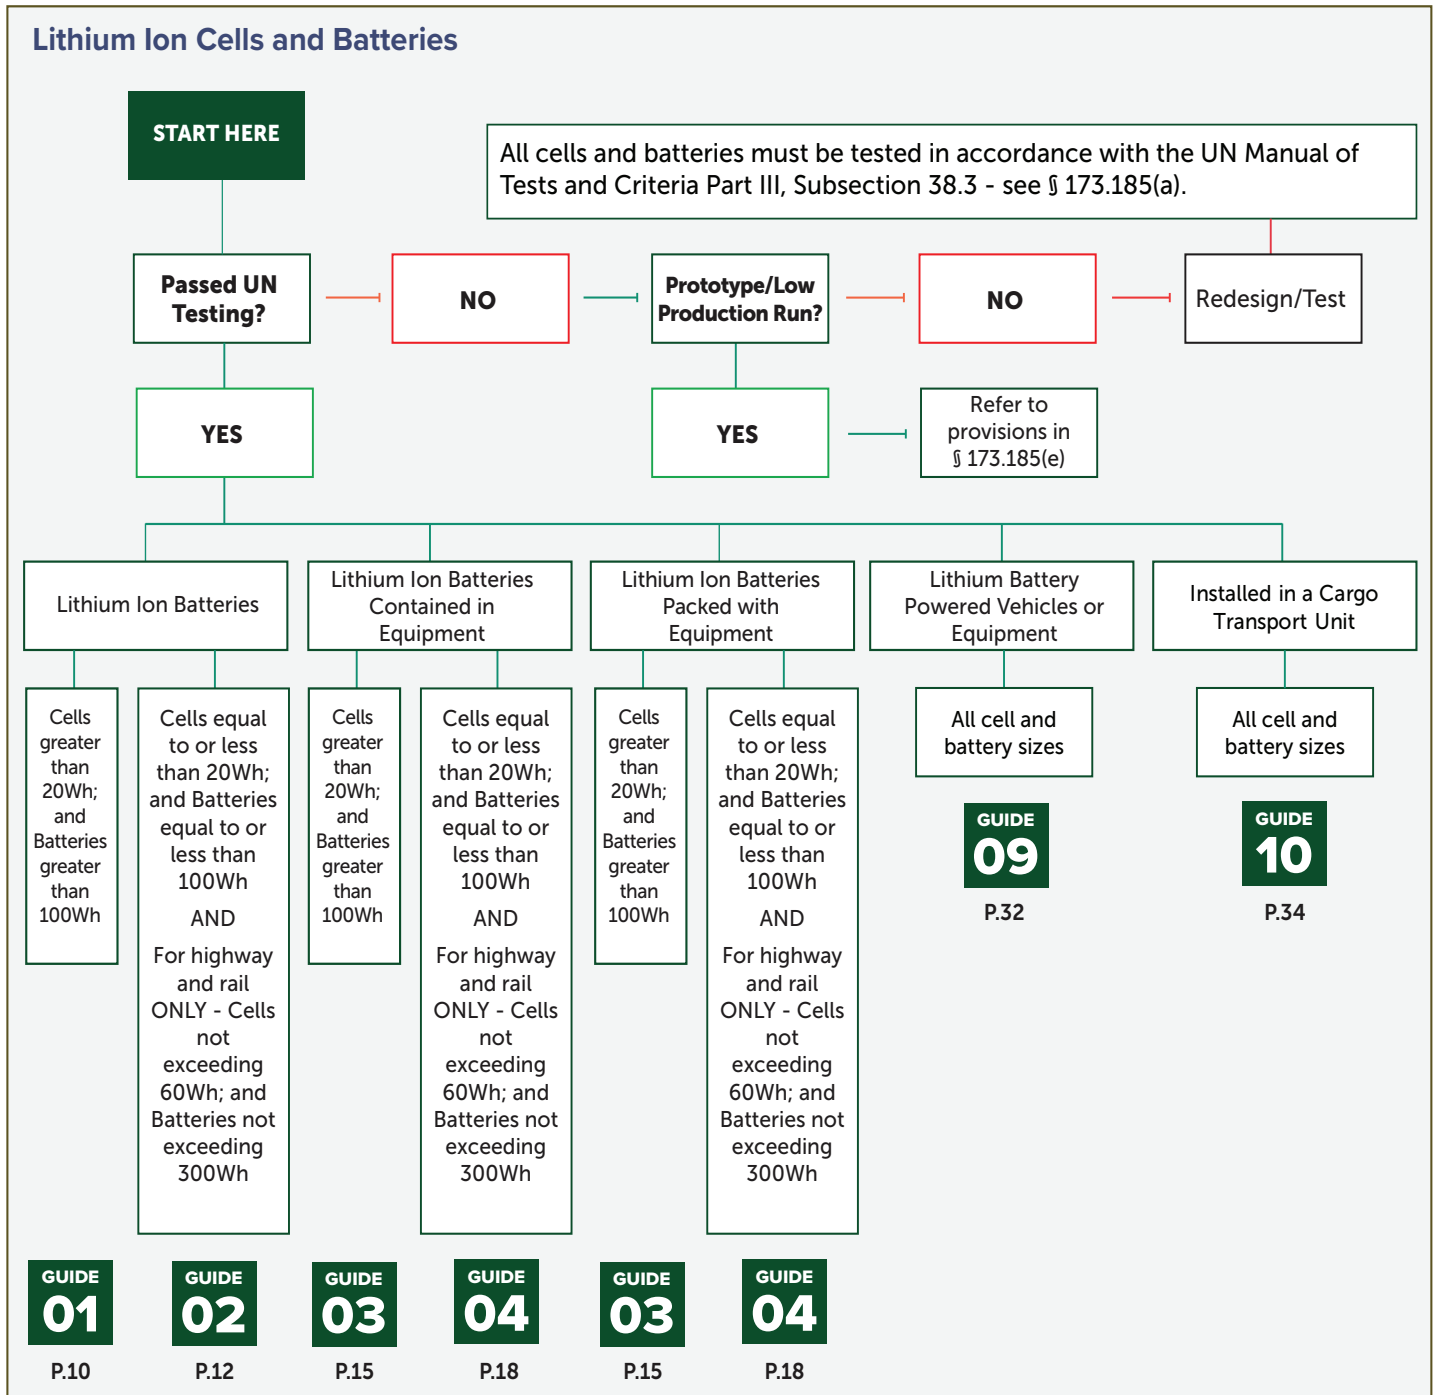 Lithium Ion Cells and Batteries
START HERE
All cells and batteries must be tested in accordance with the UN Manual of
Tests and Criteria Part III, Subsection 38.3 - see § 173.185(a).
Passed UN
Testing?
NO
Prototype/Low
Production Run?
NO
Redesign/Test
YES
YES
Refer to
provisions in
§ 173.185(e)
Lithium Ion Batteries
Lithium Ion Batteries
Contained in
Equipment
Lithium Ion Batteries
Packed with
Equipment
Lithium Battery
Powered Vehicles or
Equipment
Installed in a Cargo
Transport Unit
Cells
greater
than
20Wh;
and
Batteries
greater
than
100Wh
Cells equal
to or less
than 20Wh;
and Batteries
equal to or
less than
100Wh
AND
For highway
and rail
ONLY - Cells
not
exceeding
60Wh; and
Batteries not
exceeding
300Wh
Cells
greater
than
20Wh;
and
Batteries
greater
than
100Wh
Cells equal
to or less
than 20Wh;
and Batteries
equal to or
less than
100Wh
AND
For highway
and rail
ONLY - Cells
not
exceeding
60Wh; and
Batteries not
exceeding
300Wh
Cells
greater
than
20Wh;
and
Batteries
greater
than
100Wh
Cells equal
to or less
than 20Wh;
and Batteries
equal to or
less than
100Wh
AND
For highway
and rail
ONLY - Cells
not
exceeding
60Wh; and
Batteries not
exceeding
300Wh
All cell and
battery sizes
GUIDE
09
P.32
All cell and
battery sizes
GUIDE
10
P.34
GUIDE
01
P.10
GUIDE
02
P.12
GUIDE
03
P.15
GUIDE
04
P.18
GUIDE
03
P.15
GUIDE
04
P.18